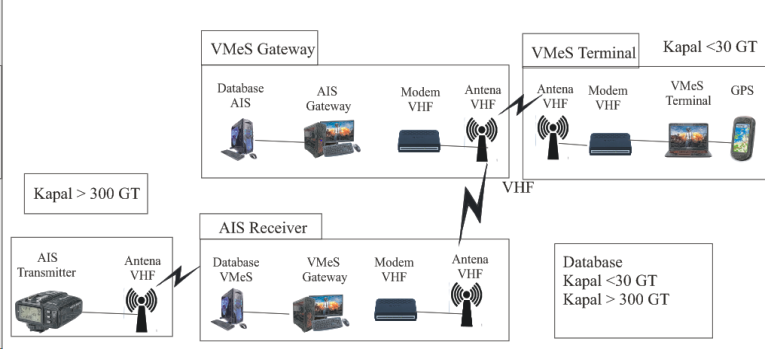 VMeS Gateway
Database
AIS
AIS
Gateway
Modem
VHF
Antena
VHF
VMeS Terminal
Kapal <30 GT
Antena
VHF
Modem
VHF
VMeS
Terminal
GPS
VHF
Kapal > 300 GT
AIS
Transmitter
Antena
VHF
AIS Receiver
Database
VMeS
VMeS
Gateway
Modem
VHF
Antena
VHF
Database
Kapal <30 GT
Kapal > 300 GT